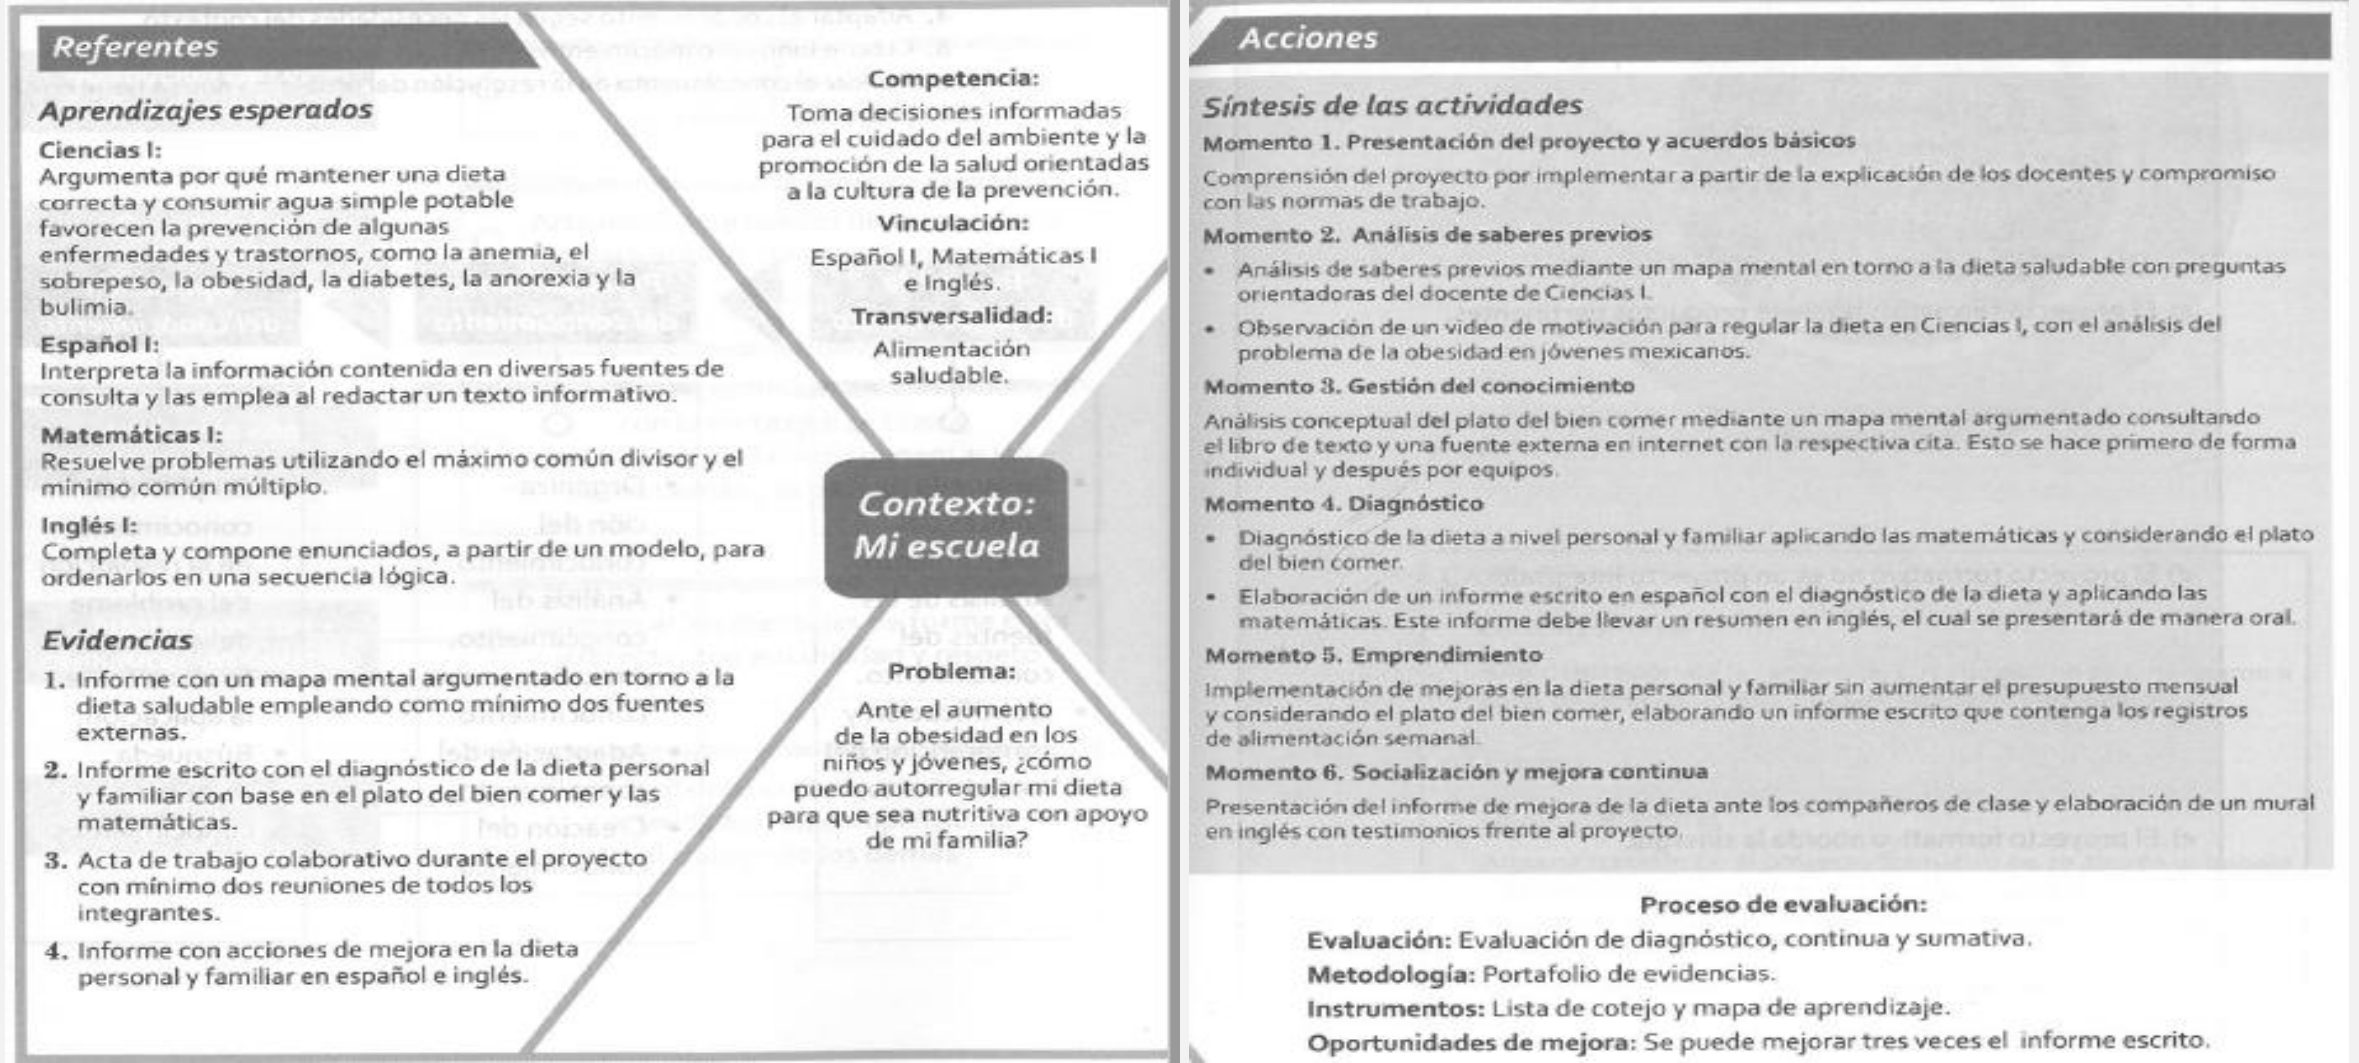 Referentes
Aprendizajes esperados
Ciencias I:
Argumenta por qué mantener una dieta
correcta y consumir agua simple potable
favorecen la prevención de algunas
enfermedades y trastornos, como la anemia, el
sobrepeso, la obesidad, la diabetes, la anorexia y la
bulimia.
Español I:
Interpreta la información contenida en diversas fuentes de
consulta y las emplea al redactar un texto informativo.
Matemáticas I:
Resuelve problemas utilizando el máximo común divisor y el
mínimo común múltiplo.
Inglés I:
Completa y compone enunciados, a partir de un modelo, para
ordenarlos en una secuencia lógica.
Evidencias
1. Informe con un mapa mental argumentado en torno a la
dieta saludable empleando como mínimo dos fuentes
externas.
2. Informe escrito con el diagnóstico de la dieta personal
y familiar con base en el plato del bien comer y las
matemáticas.
3. Acta de trabajo colaborativo durante el proyecto
con mínimo dos reuniones de todos los
integrantes.
4. Informe con acciones de mejora en la dieta
personal y familiar en español e inglés.
Competencia:
Toma decisiones informadas
para el cuidado del ambiente y la
promoción de la salud orientadas
a la cultura de la prevención.
Vinculación:
Español I, Matemáticas I
e Inglés.
Transversalidad:
Alimentación
saludable.
Contexto:
Mi escuela
Problema:
Ante el aumento
de la obesidad en los
niños y jóvenes, ¿cómo
puedo autorregular mi dieta
para que sea nutritiva con apoyo
de mi familia?
Acciones
Síntesis de las actividades
Momento 1. Presentación del proyecto y acuerdos básicos
Comprensión del proyecto por implementar a partir de la explicación de los docentes y compromiso
con las normas de trabajo.
Momento 2. Análisis de saberes previos
• Análisis de saberes previos mediante un mapa mental en torno a la dieta saludable con preguntas
orientadoras del docente de Ciencias I.
• Observación de un video de motivación para regular la dieta en Ciencias I, con el análisis del
problema de la obesidad en jóvenes mexicanos.
Momento 3. Gestión del conocimiento
Análisis conceptual del plato del bien comer mediante un mapa mental argumentado consultando
el libro de texto y una fuente externa en internet con la respectiva cita. Esto se hace primero de forma
individual y después por equipos.
Momento 4. Diagnóstico
• Diagnóstico de la dieta a nivel personal y familiar aplicando las matemáticas y considerando el plato
del bien comer.
• Elaboración de un informe escrito en español con el diagnóstico de la dieta y aplicando las
matemáticas. Este informe debe llevar un resumen en inglés, el cual se presentará de manera oral.
Momento 5. Emprendimiento
Implementación de mejoras en la dieta personal y familiar sin aumentar el presupuesto mensual
y considerando el plato del bien comer, elaborando un informe escrito que contenga los registros
de alimentación semanal.
Momento 6. Socialización y mejora continua
Presentación del informe de mejora de la dieta ante los compañeros de clase y elaboración de un mural
en inglés con testimonios frente al proyecto.
Proceso de evaluación:
Evaluación: Evaluación de diagnóstico, continua y sumativa.
Metodología: Portafolio de evidencias.
Instrumentos: Lista de cotejo y mapa de aprendizaje.
Oportunidades de mejora: Se puede mejorar tres veces el informe escrito.